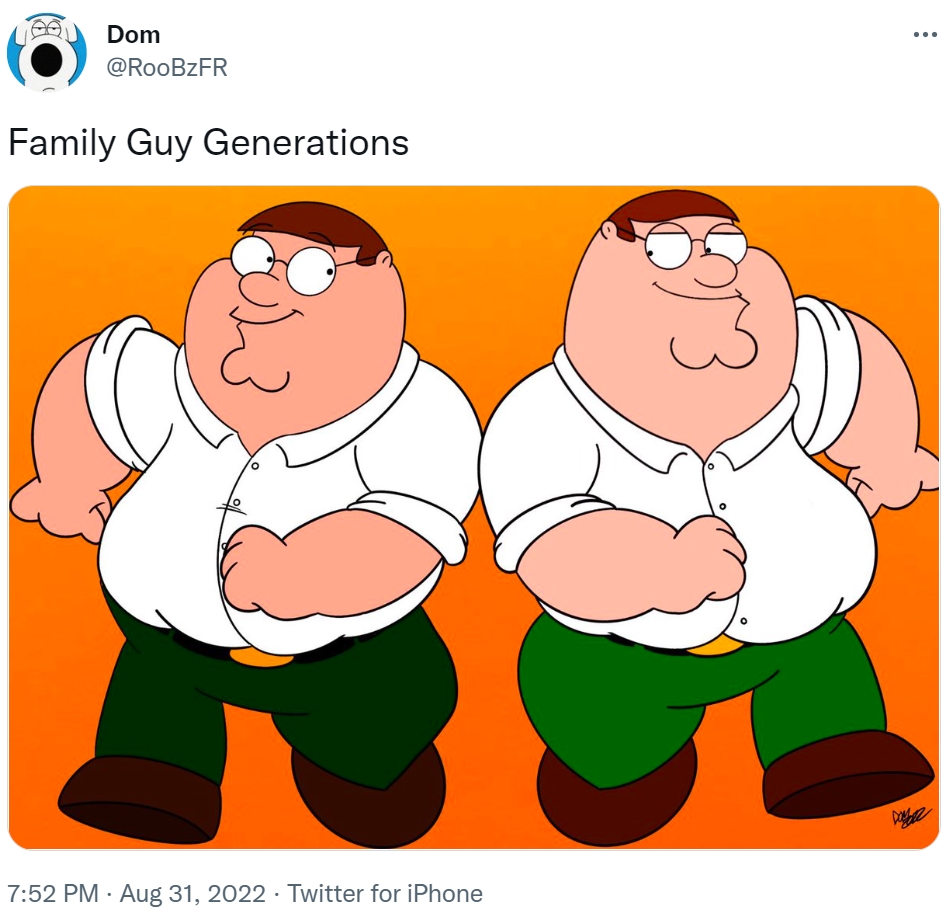 Dom
@RooBzFR
Family Guy Generations
7:52 PM · Aug 31, 2022 · Twitter for iPhone